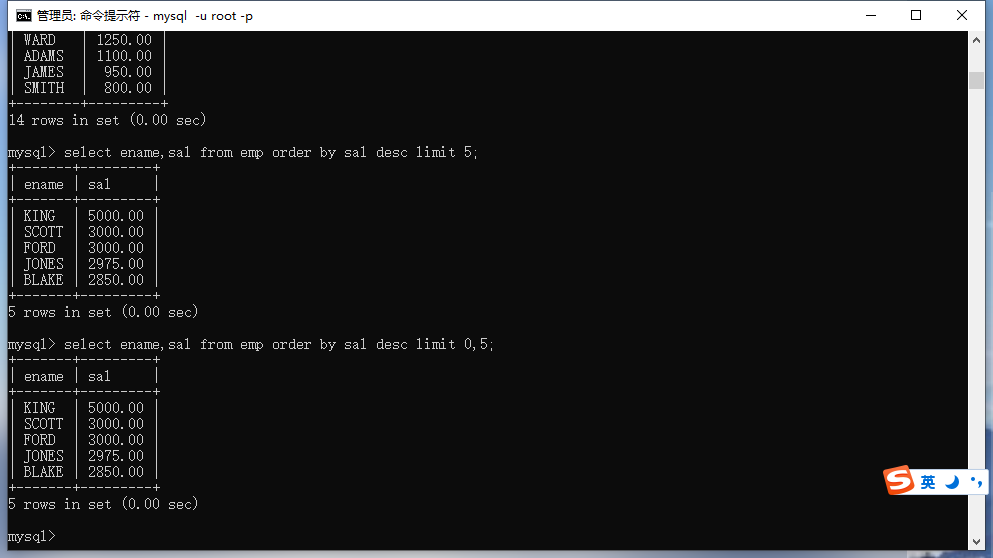 管理员: 命令提示符 - mysql  -u root -p
| WARD   | 1250.00 |
| ADAMS  | 1100.00 |
| JAMES  |  950.00 |
| SMITH  |  800.00 |
+--------+---------+
14 rows in set (0.00 sec)
mysql> select ename,sal from emp order by sal desc limit 5;
+-------+---------+
| ename | sal     |
+-------+---------+
| KING  | 5000.00 |
| SCOTT | 3000.00 |
| FORD  | 3000.00 |
| JONES | 2975.00 |
| BLAKE | 2850.00 |
+-------+---------+
5 rows in set (0.00 sec)
mysql> select ename,sal from emp order by sal desc limit 0,5;
+-------+---------+
| ename | sal     |
+-------+---------+
| KING  | 5000.00 |
| SCOTT | 3000.00 |
| FORD  | 3000.00 |
| JONES | 2975.00 |
| BLAKE | 2850.00 |
+-------+---------+
5 rows in set (0.00 sec)
mysql>
英